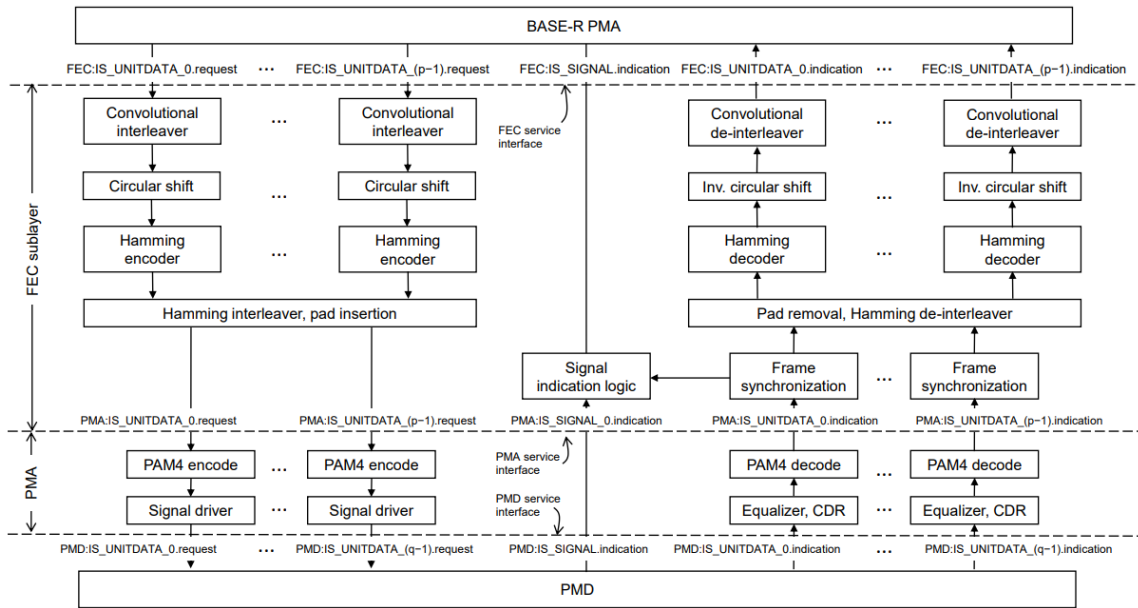 BASE-R PMA
FEC:IS_UNITDATA_0.request ... FEC:IS_UNITDATA_(p−1).request FEC:IS_SIGNAL.indication FEC:IS_UNITDATA_0.indication ... FEC:IS_UNITDATA_(p−1).indication
FEC sublayer
Convolutional
interleaver
...
Convolutional
interleaver
FEC service
interface
Convolutional
de-interleaver
...
Convolutional
de-interleaver
Circular shift ... Circular shift
Inv. circular shift ... Inv. circular shift
Hamming
encoder
...
Hamming
encoder
Hamming
decoder
...
Hamming
decoder
Hamming interleaver, pad insertion
Pad removal, Hamming de-interleaver
Signal
indication logic
Frame
synchronization
...
Frame
synchronization
PMA:IS_UNITDATA_0.request PMA:IS_UNITDATA_(p−1).request PMA:IS_SIGNAL_0.indication PMA:IS_UNITDATA_0.indication PMA:IS_UNITDATA_(p−1).indication
PMA
PAM4 encode ... PAM4 encode
PMA service
interface
PAM4 decode ... PAM4 decode
Signal driver ... Signal driver
PMD service
interface
Equalizer, CDR ... Equalizer, CDR
PMD:IS_UNITDATA_0.request ... PMD:IS_UNITDATA_(q−1).request PMD:IS_SIGNAL.indication PMD:IS_UNITDATA_0.indication ... PMD:IS_UNITDATA_(q−1).indication
PMD